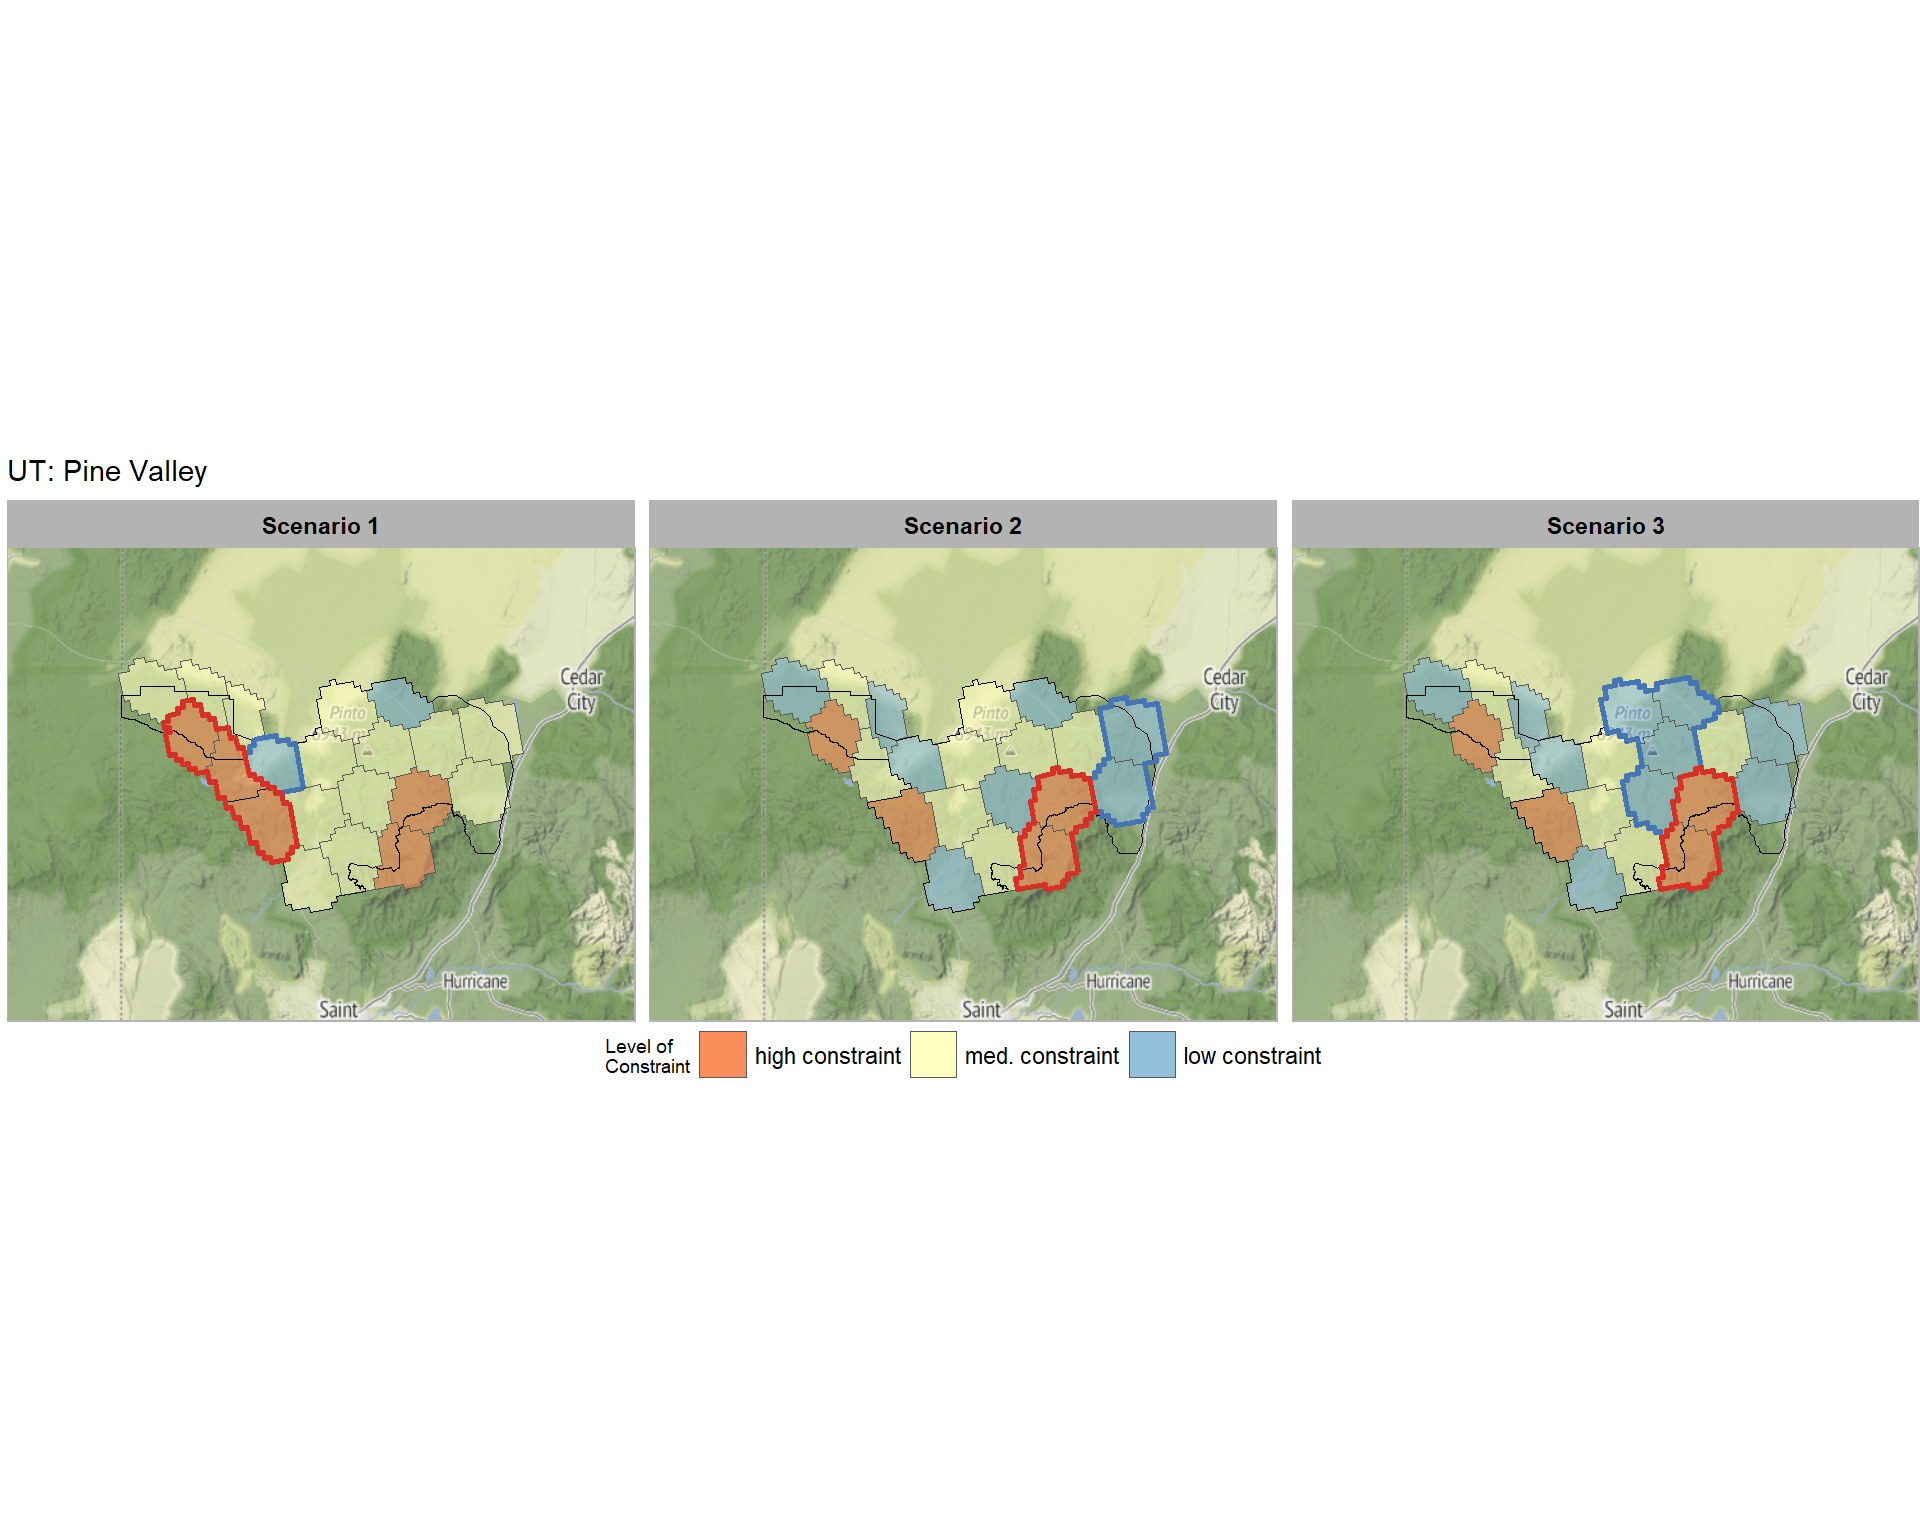 UT: Pine Valley
Scenario 1
Scenario 2
Scenario 3
Cedar
City
Pinto
Hurricane
Saint
Cedar
City
Pinto
Hurricane
Saint
Cedar
City
Pinto
Hurricane
Saint
Level of
Constraint
high constraint
med. constraint
low constraint